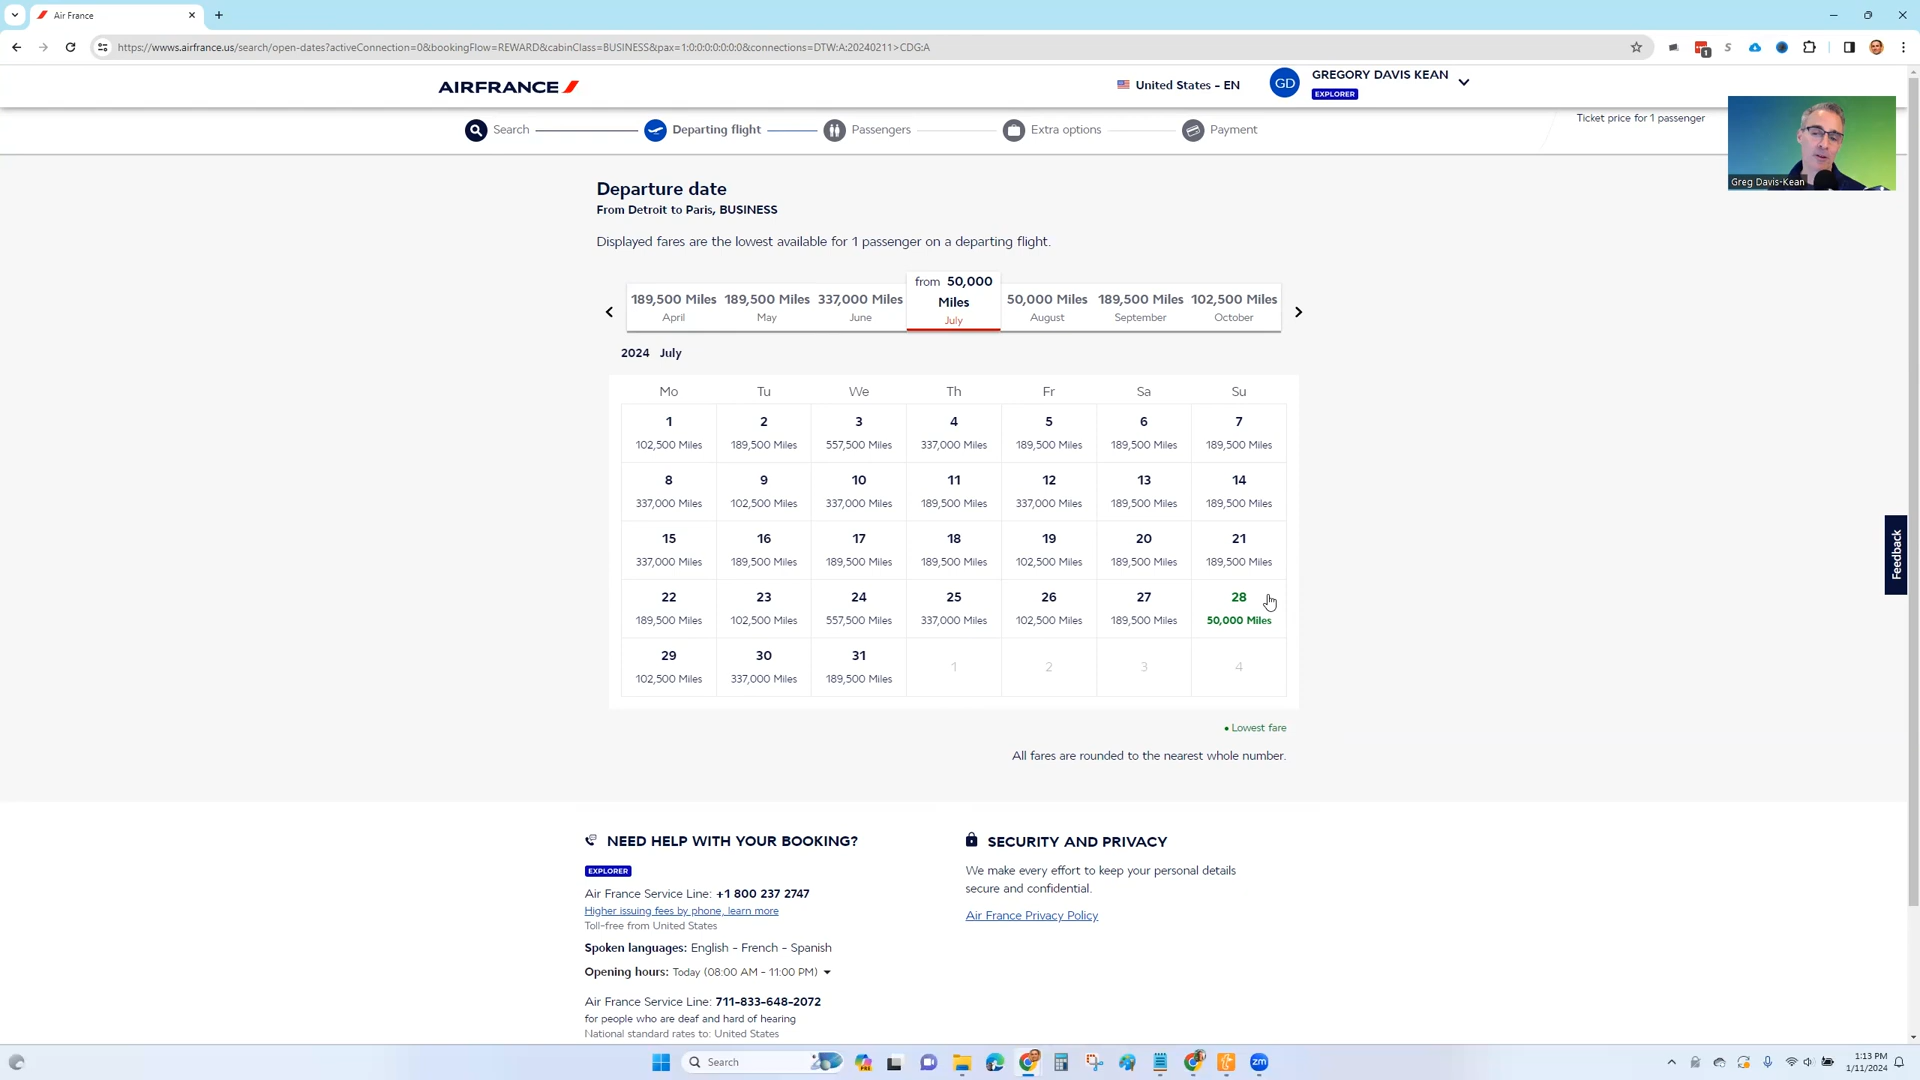 Air France
https://wwws.airfrance.us/search/open-dates?activeConnection=0&bookingFlow=REWARD&cabinClass=BUSINESS&pax=1:0:0:0:0:0:0:0&connections=DTW:A:20240211>CDG:A
AIRFRANCE
United States - EN
GD
GREGORY DAVIS KEAN
EXPLORER
Search
Departing flight
Passengers
Extra options
Payment
Ticket price for 1 passenger
Greg Davis-Kean
Departure date
From Detroit to Paris, BUSINESS
Displayed fares are the lowest available for 1 passenger on a departing flight.
189,500 Miles April
189,500 Miles May
337,000 Miles June
from 50,000 Miles July
50,000 Miles August
189,500 Miles September
102,500 Miles October
2024 July
Mo Tu We Th Fr Sa Su
1 2 3 4 5 6 7
102,500 Miles 189,500 Miles 557,500 Miles 337,000 Miles 189,500 Miles 189,500 Miles 189,500 Miles
8 9 10 11 12 13 14
337,000 Miles 102,500 Miles 337,000 Miles 189,500 Miles 337,000 Miles 189,500 Miles 189,500 Miles
15 16 17 18 19 20 21
337,000 Miles 189,500 Miles 189,500 Miles 189,500 Miles 102,500 Miles 189,500 Miles 189,500 Miles
22 23 24 25 26 27 28
189,500 Miles 102,500 Miles 557,500 Miles 337,000 Miles 102,500 Miles 189,500 Miles 50,000 Miles
29 30 31 1 2 3 4
102,500 Miles 337,000 Miles 189,500 Miles
• Lowest fare
All fares are rounded to the nearest whole number.
Feedback
NEED HELP WITH YOUR BOOKING?
EXPLORER
Air France Service Line: +1 800 237 2747
Higher issuing fees by phone, learn more
Toll-free from United States
Spoken languages: English - French - Spanish
Opening hours: Today (08:00 AM - 11:00 PM)
Air France Service Line: 711-833-648-2072
for people who are deaf and hard of hearing
National standard rates to: United States
SECURITY AND PRIVACY
We make every effort to keep your personal details
secure and confidential.
Air France Privacy Policy
Search
zm
1:13 PM
1/11/2024